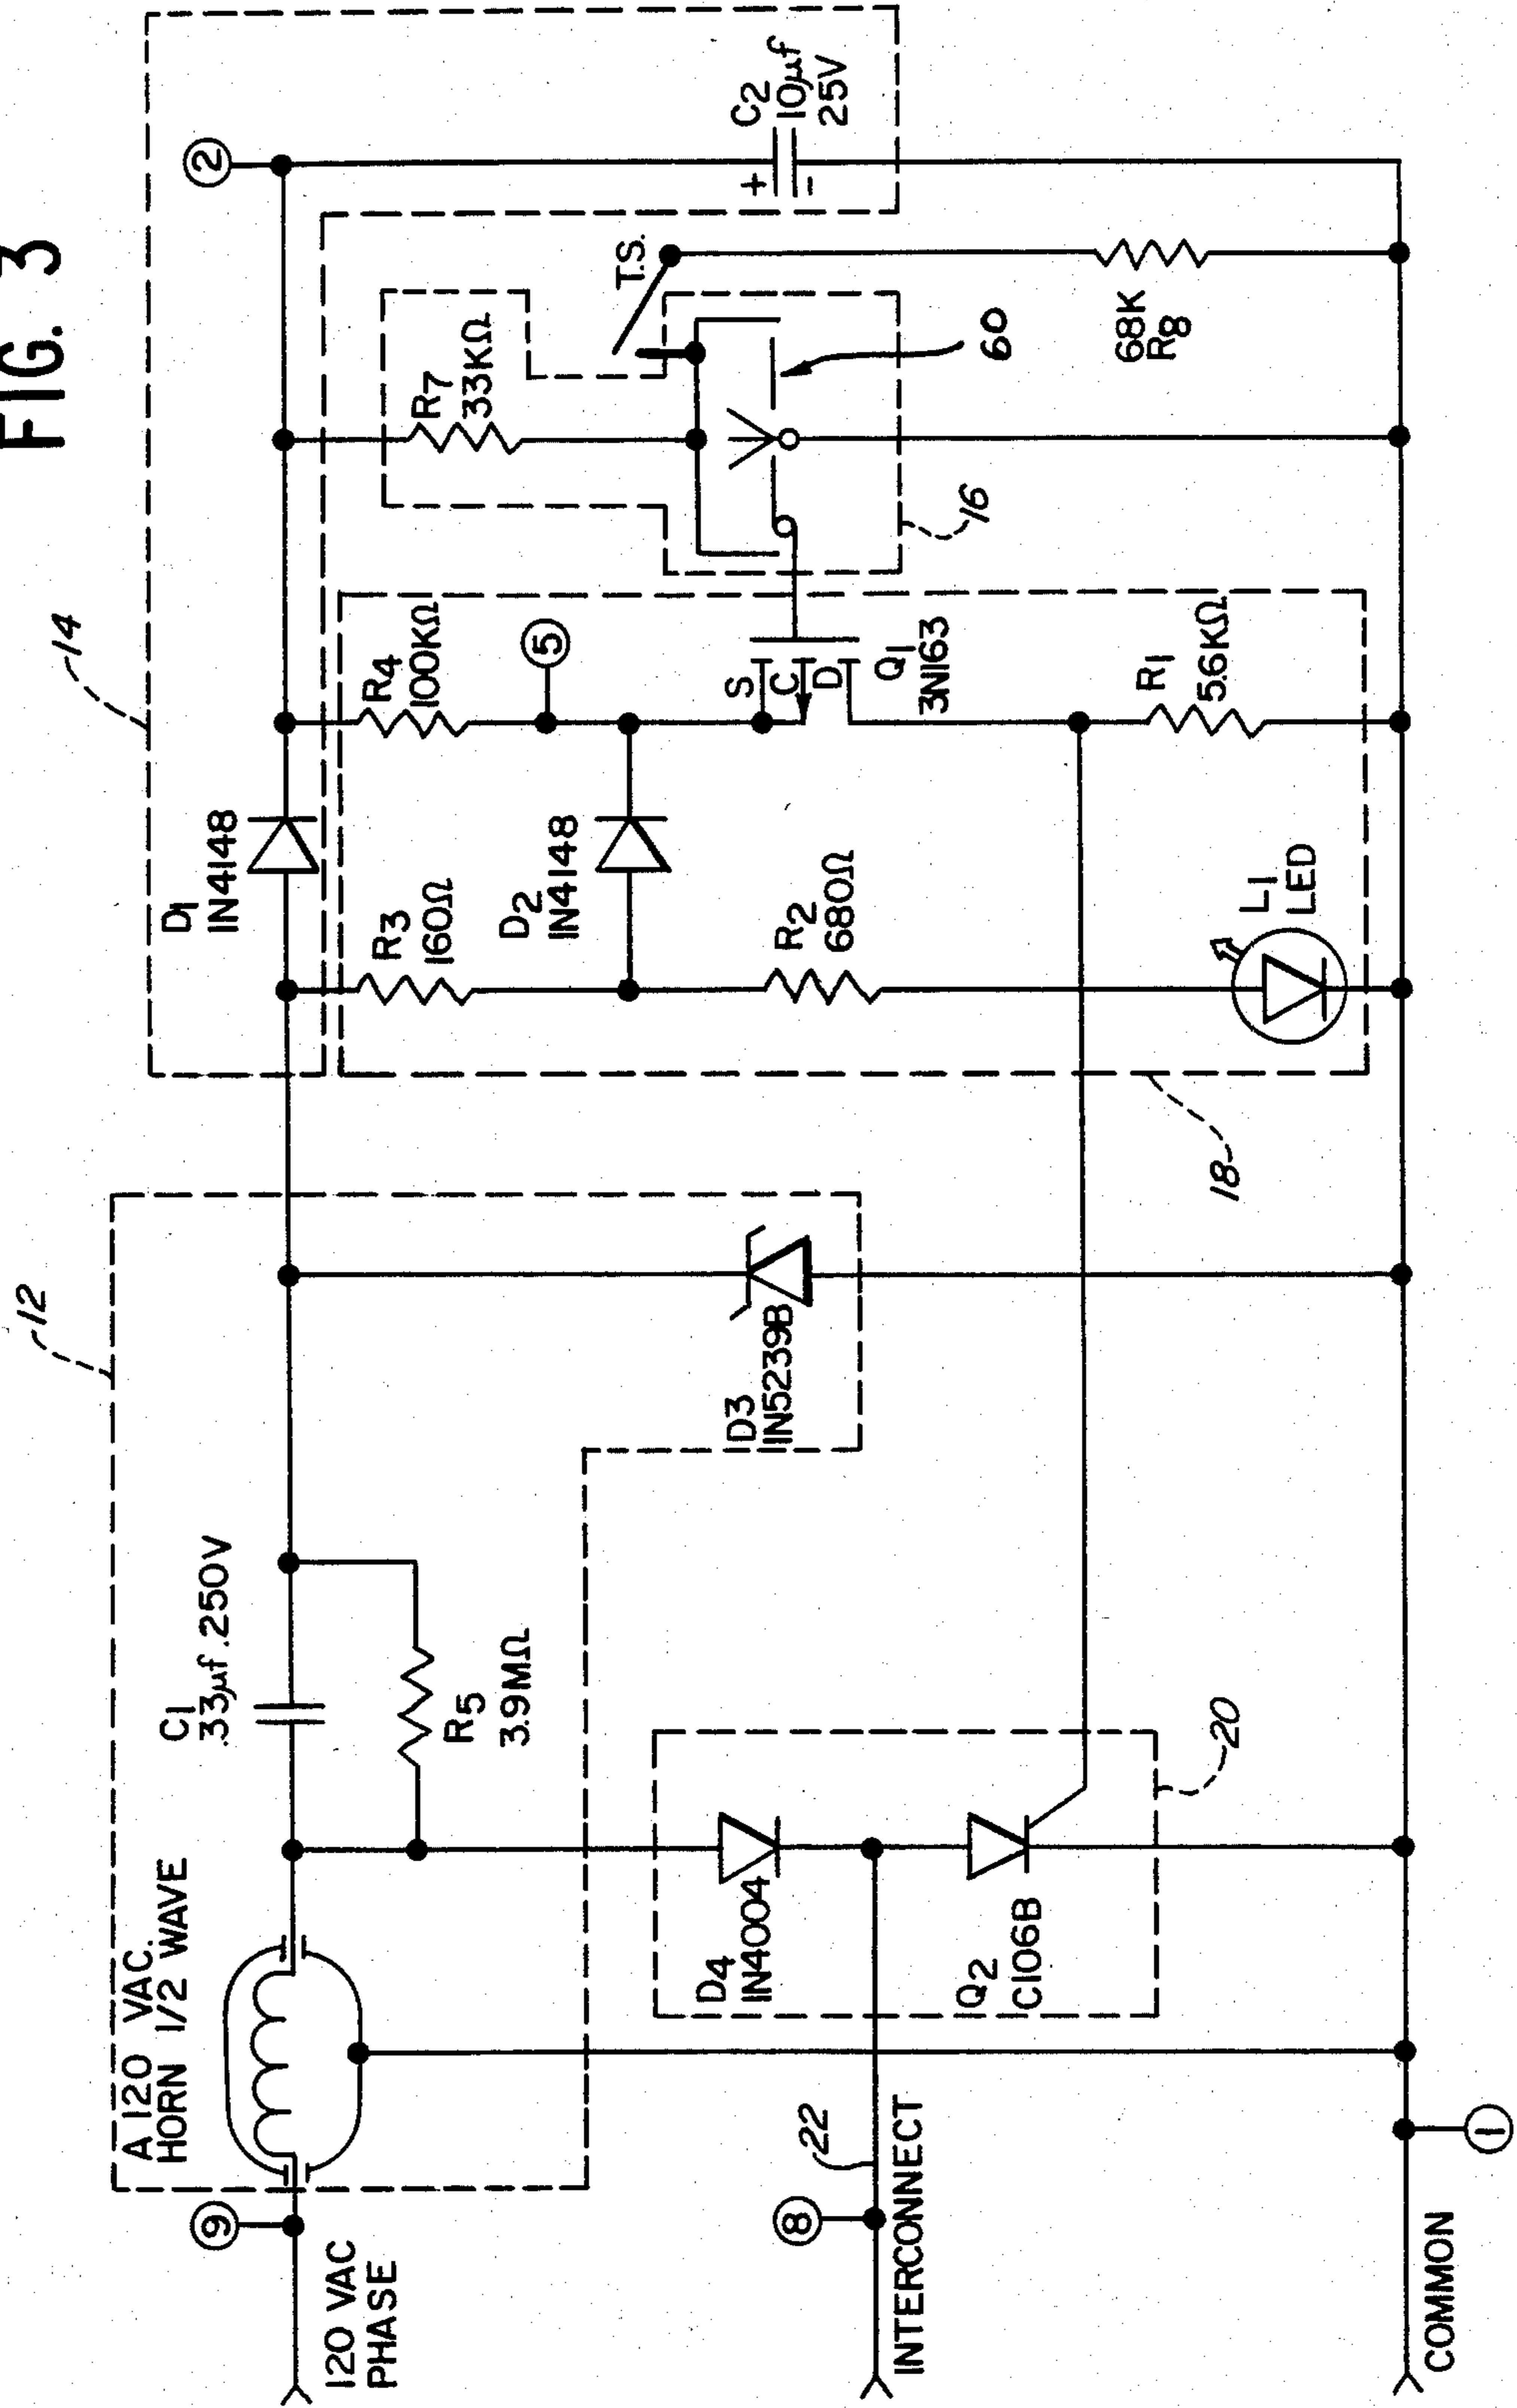 FIG. 3
12
14
A 120 VAC.
HORN 1/2 WAVE
9
120 VAC
PHASE
C1
.33µf.250V
R5
3.9MΩ
D3
IN5239B
D1
IN4148
R3
160Ω
D2
IN4148
R2
680Ω
L1
LED
R4
100KΩ
5
S
C
D
Q1
3N163
R1
5.6KΩ
2
R7
33KΩ
T.S.
60
16
68K
R8
C2
10µf
25V
+
-
18
D4
IN4004
Q2
C106B
20
22
8
INTERCONNECT
COMMON
1